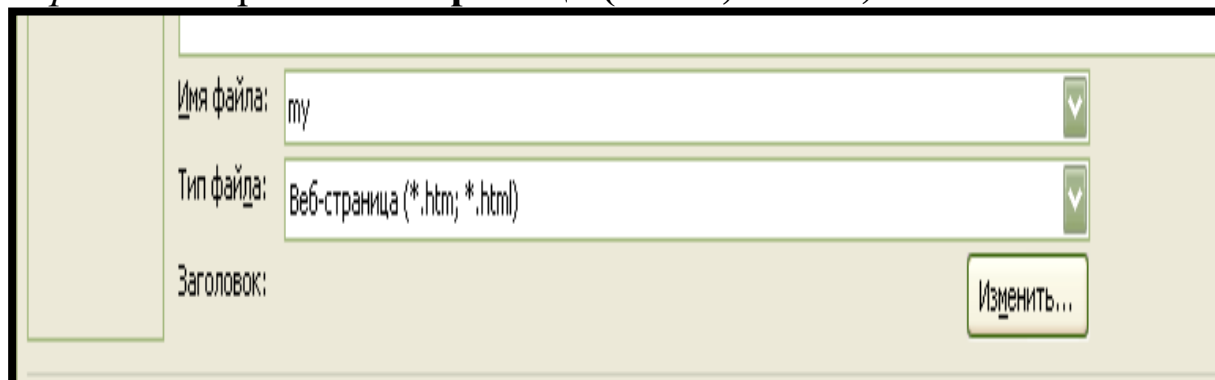 Имя файла: my
Тип файла: Веб-страница (*.htm; *.html)
Заголовок:
Изменить...